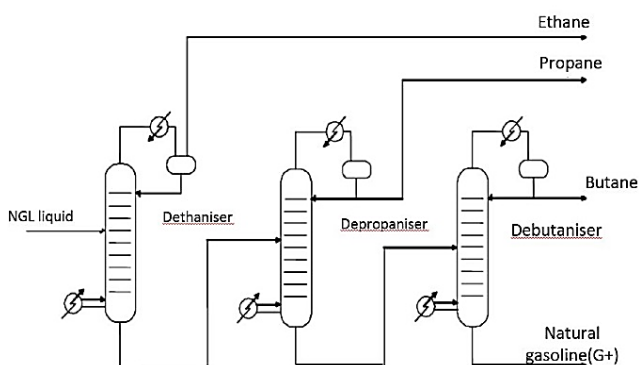 Ethane
Propane
Butane
NGL liquid
Dethaniser
Depropaniser
Debutaniser
Natural
gasoline(G+)